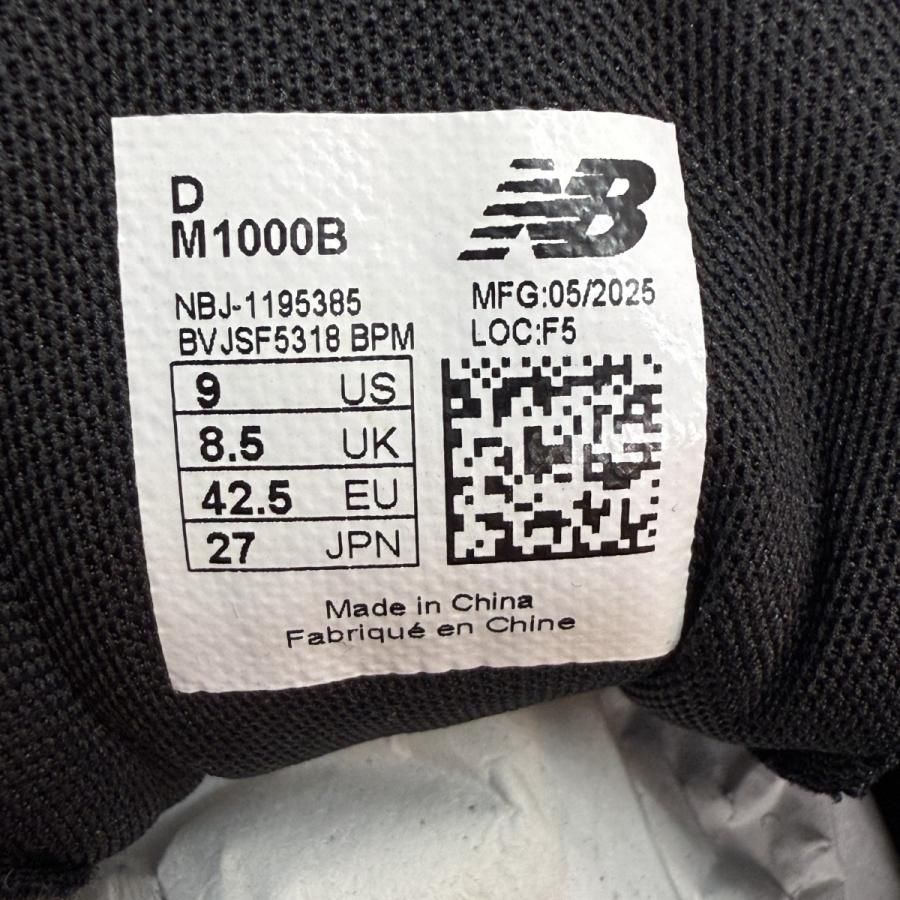 D
M1000B
NB
NBJ-1195385
BVJSF5318 BPM
MFG:05/2025
LOC:F5
9 US
8.5 UK
42.5 EU
27 JPN
Made in China
Fabriqué en Chine